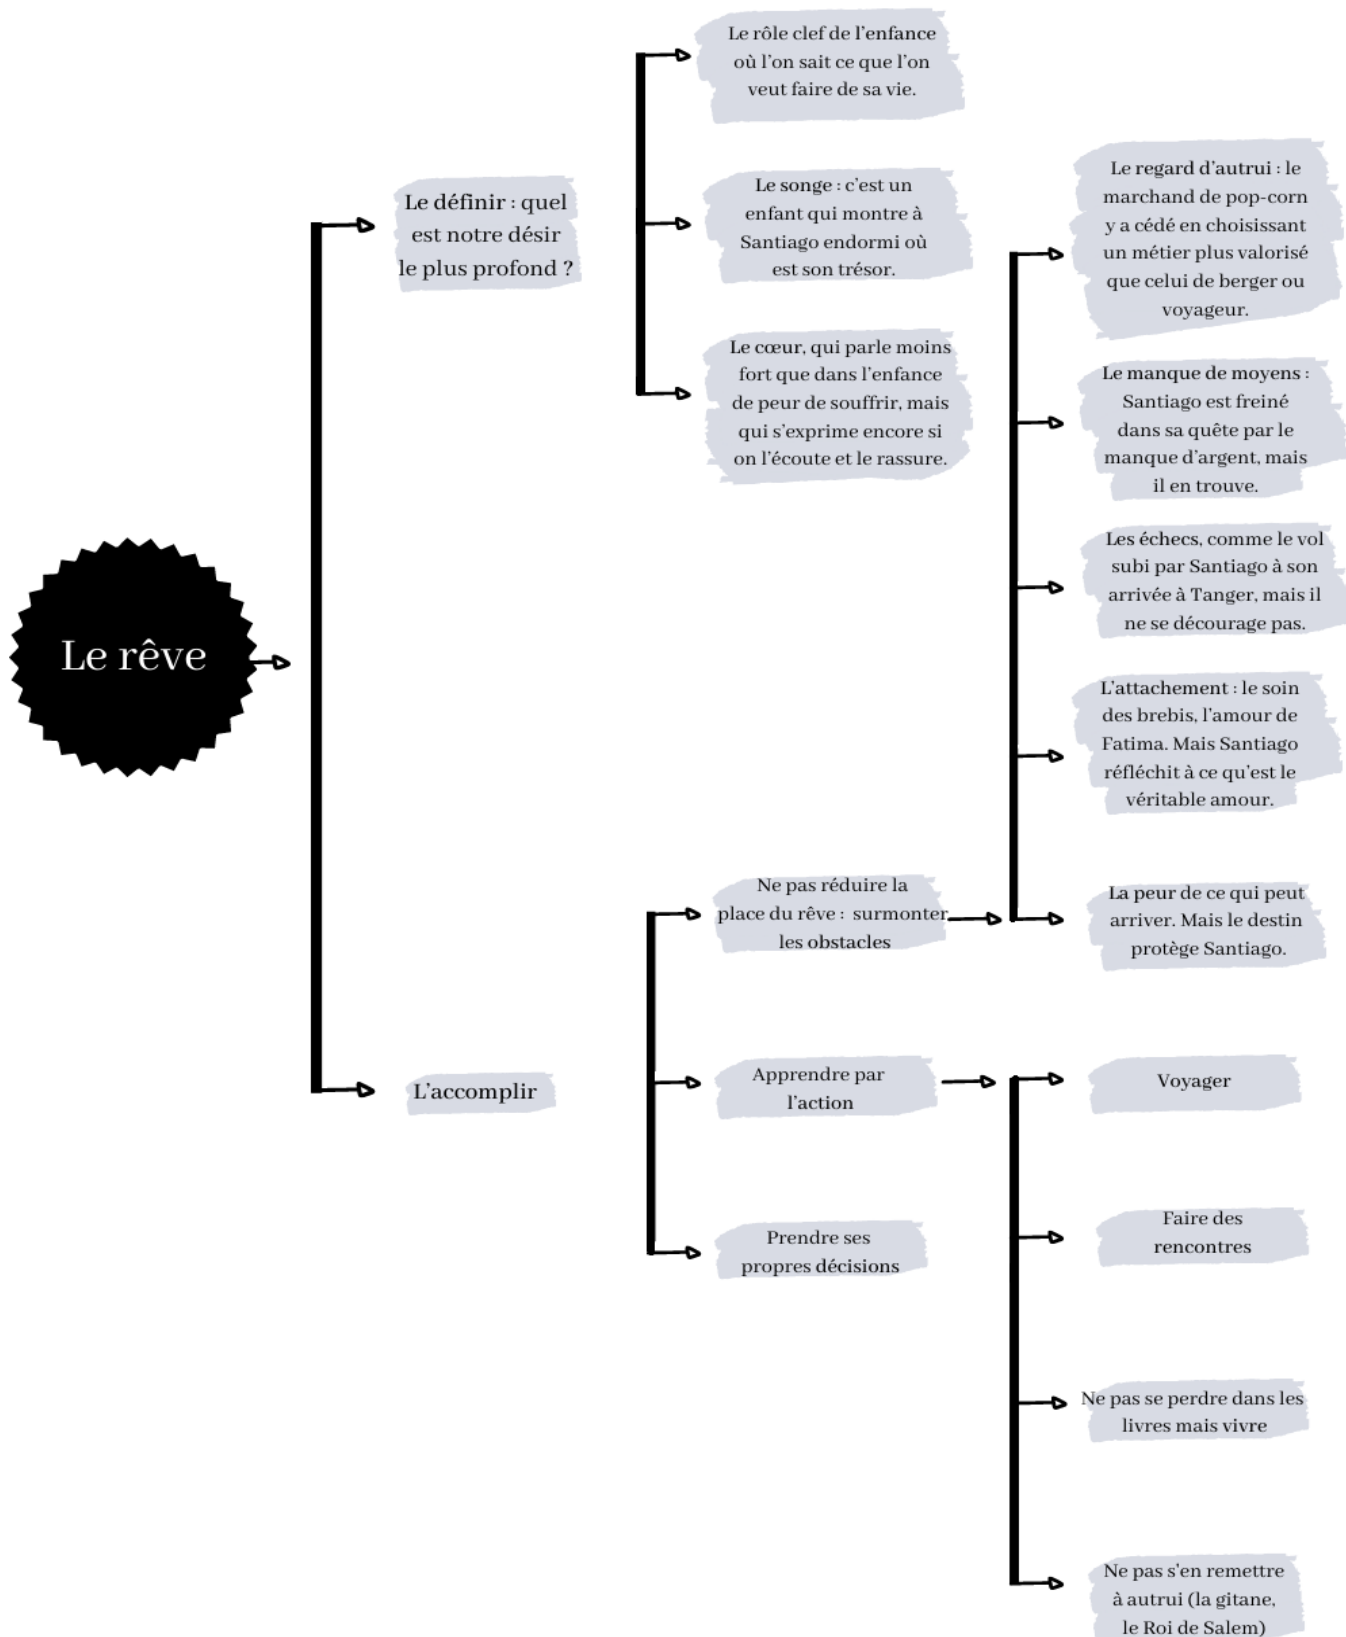 Le rêve
Le définir : quel
est notre désir
le plus profond ?
Le rôle clef de l'enfance
où l'on sait ce que l'on
veut faire de sa vie.
Le songe : c'est un
enfant qui montre à
Santiago endormi où
est son trésor.
Le cœur, qui parle moins
fort que dans l'enfance
de peur de souffrir, mais
qui s'exprime encore si
on l'écoute et le rassure.
L'accomplir
Ne pas réduire la
place du rêve : surmonter
les obstacles
Le regard d'autrui : le
marchand de pop-corn
y a cédé en choisissant
un métier plus valorisé
que celui de berger ou
voyageur.
Le manque de moyens :
Santiago est freiné
dans sa quête par le
manque d'argent, mais
il en trouve.
Les échecs, comme le vol
subi par Santiago à son
arrivée à Tanger, mais il
ne se décourage pas.
L'attachement : le soin
des brebis, l'amour de
Fatima. Mais Santiago
réfléchit à ce qu'est le
véritable amour.
La peur de ce qui peut
arriver. Mais le destin
protège Santiago.
Apprendre par
l'action
Voyager
Faire des
rencontres
Ne pas se perdre dans les
livres mais vivre
Ne pas s'en remettre
à autrui (la gitane,
le Roi de Salem)
Prendre ses
propres décisions